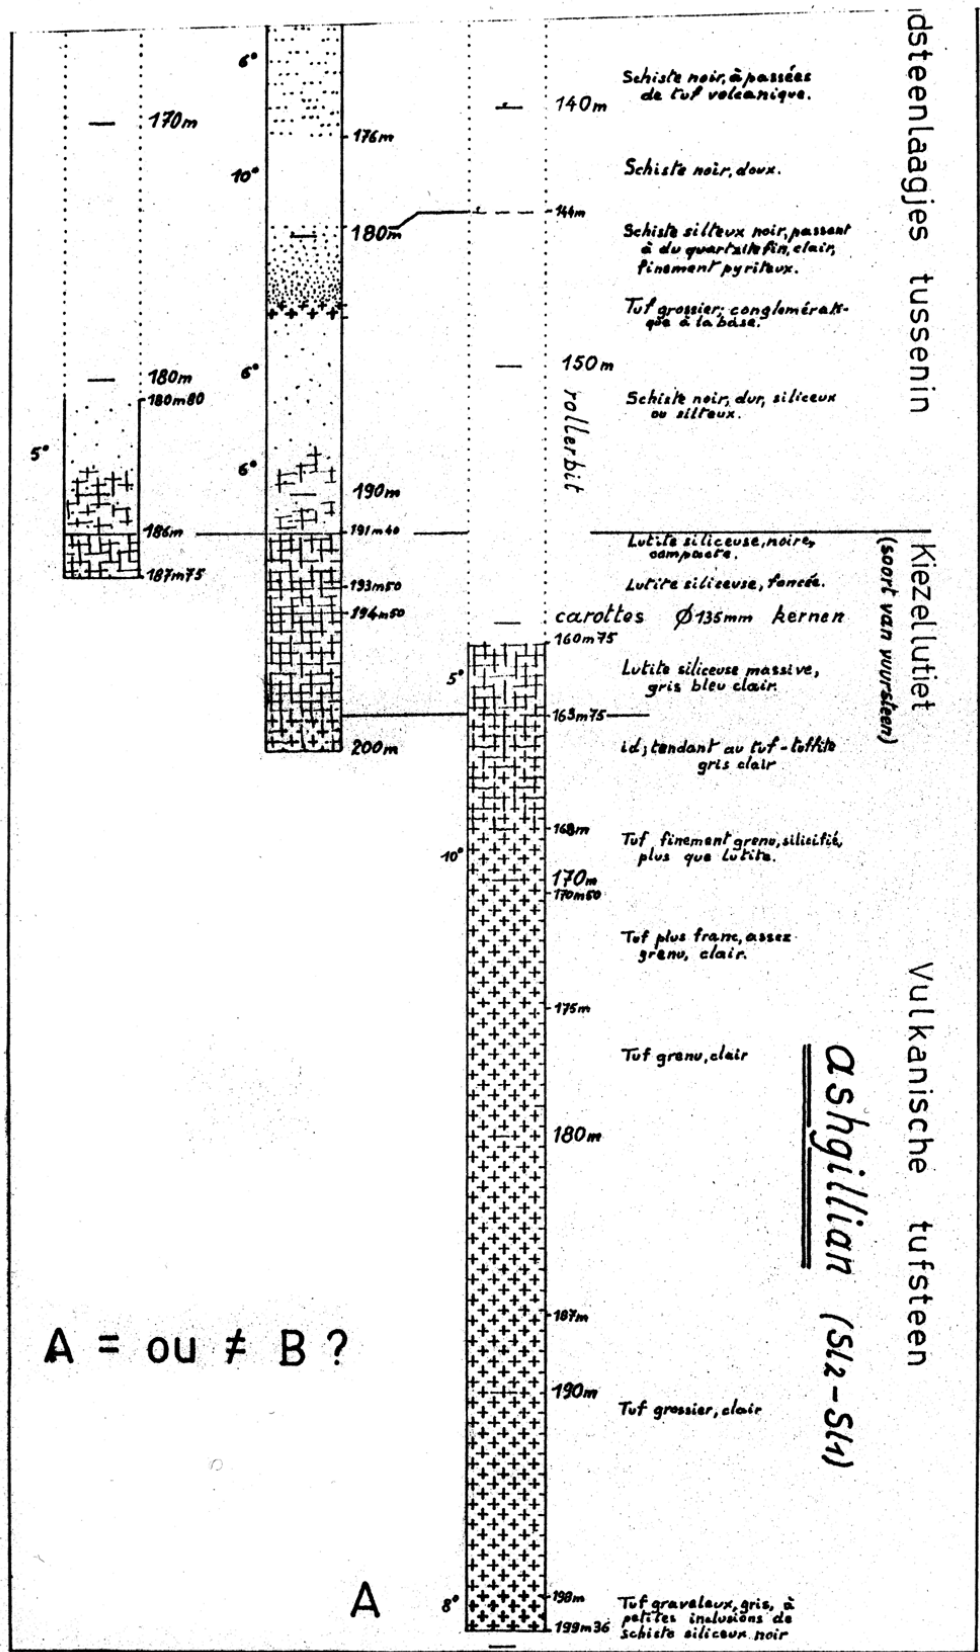 170m
180m
180m80
5°
186m
187m75
6°
176m
10°
180m
6°
6°
190m
191m40
193m50
194m50
200m
140m
144m
150m
rollerbit
carottes Ø135mm kernen
160m75
5°
163m75
168m
10°
170m
170m50
175m
180m
187m
190m
198m
8°
199m36
Schiste noir, à passées
de tuf volcanique.
Schiste noir, doux.
Schiste silteux noir, passant
à du quartzite fin, clair,
finement pyriteux.
Tuf grossier; conglomérati-
que à la base.
Schiste noir, dur, siliceux
ou silteux.
Lutite siliceuse, noire,
compacte.
Lutite siliceuse, foncée.
Lutite siliceuse massive,
gris bleu clair.
id; tendant au tuf-tuffite
gris clair
Tuf finement grenu, silicifié,
plus que lutite.
Tuf plus franc, assez
grenu, clair.
Tuf grenu, clair
Tuf grossier, clair
Tuf graveleux, gris, à
petites inclusions de
schiste siliceux noir
dsteenlaagjes tussenin
Kiezellutiet
(soort van vuursteen)
Vulkanische tufsteen
ashgillian (Sl2-Sl1)
A = ou ≠ B ?
A